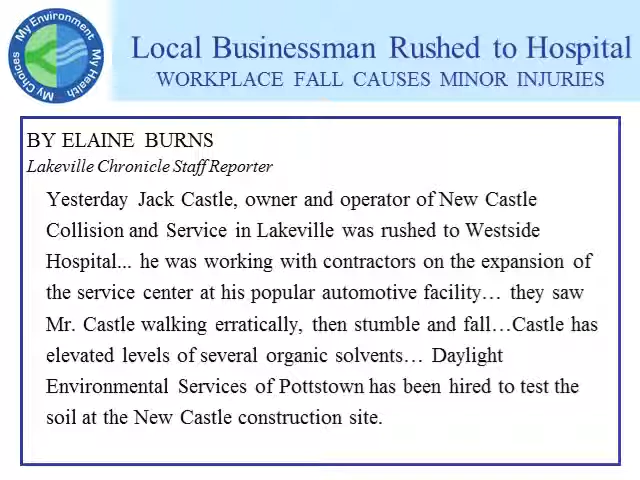 My Environment
My Health
My Choices
Local Businessman Rushed to Hospital
WORKPLACE FALL CAUSES MINOR INJURIES
BY ELAINE BURNS
Lakeville Chronicle Staff Reporter
Yesterday Jack Castle, owner and operator of New Castle
Collision and Service in Lakeville was rushed to Westside
Hospital... he was working with contractors on the expansion of
the service center at his popular automotive facility… they saw
Mr. Castle walking erratically, then stumble and fall…Castle has
elevated levels of several organic solvents… Daylight
Environmental Services of Pottstown has been hired to test the
soil at the New Castle construction site.